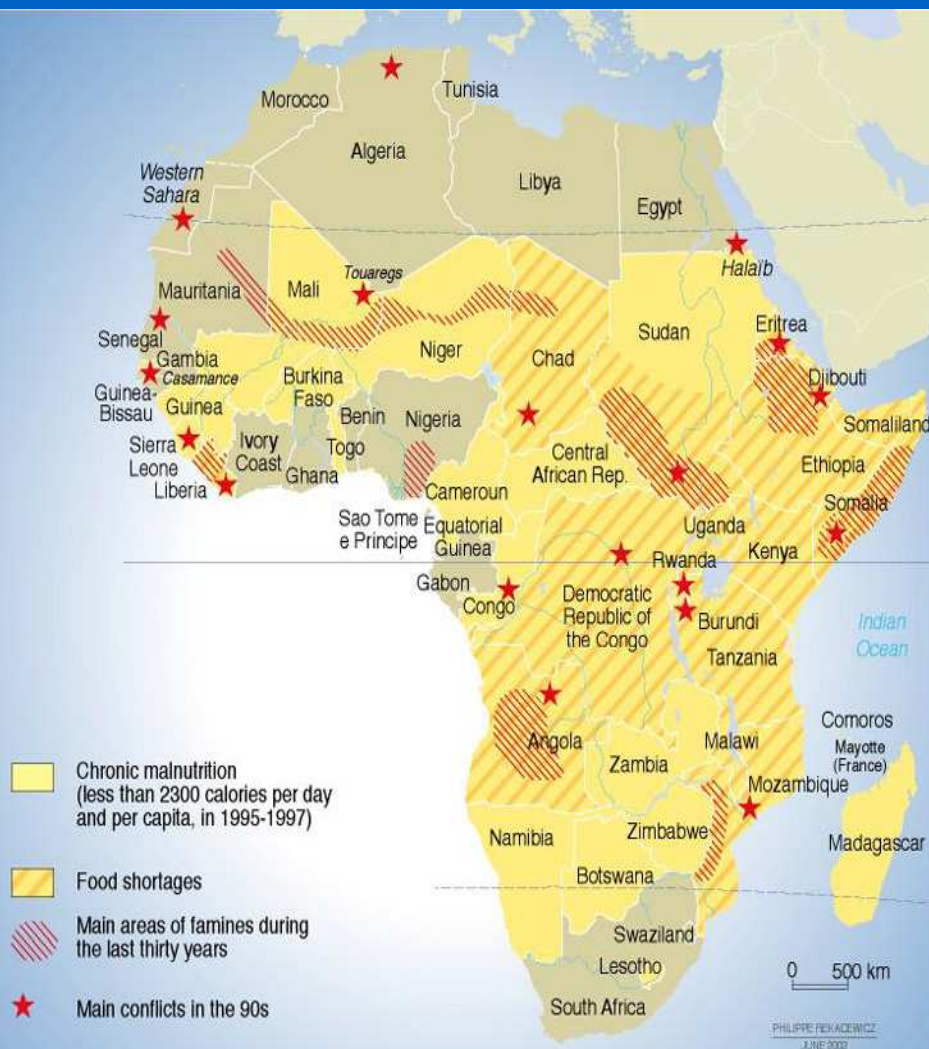 Tunisia
Morocco
Algeria
Western
Sahara
Libya
Egypt
Halaïb
Touaregs
Mauritania
Mali
Niger
Chad
Sudan
Eritrea
Djibouti
Senegal
Gambia
Casamance
Guinea-
Bissau
Guinea
Burkina
Faso
Benin
Nigeria
Somaliland
Sierra
Leone
Ivory
Coast
Togo
Ghana
Liberia
Central
African Rep.
Ethiopia
Cameroun
Somalia
Sao Tome
e Principe
Equatorial
Guinea
Uganda
Kenya
Rwanda
Gabon
Congo
Democratic
Republic of
the Congo
Burundi
Tanzania
Indian
Ocean
Comoros
Mayotte
(France)
Angola
Malawi
Zambia
Mozambique
Namibia
Zimbabwe
Madagascar
Botswana
Swaziland
Lesotho
South Africa
Chronic malnutrition
(less than 2300 calories per day
and per capita, in 1995-1997)
Food shortages
Main areas of famines during
the last thirty years
Main conflicts in the 90s
0 500 km
PHILIPPE REKACEWICZ
JUNE 2002